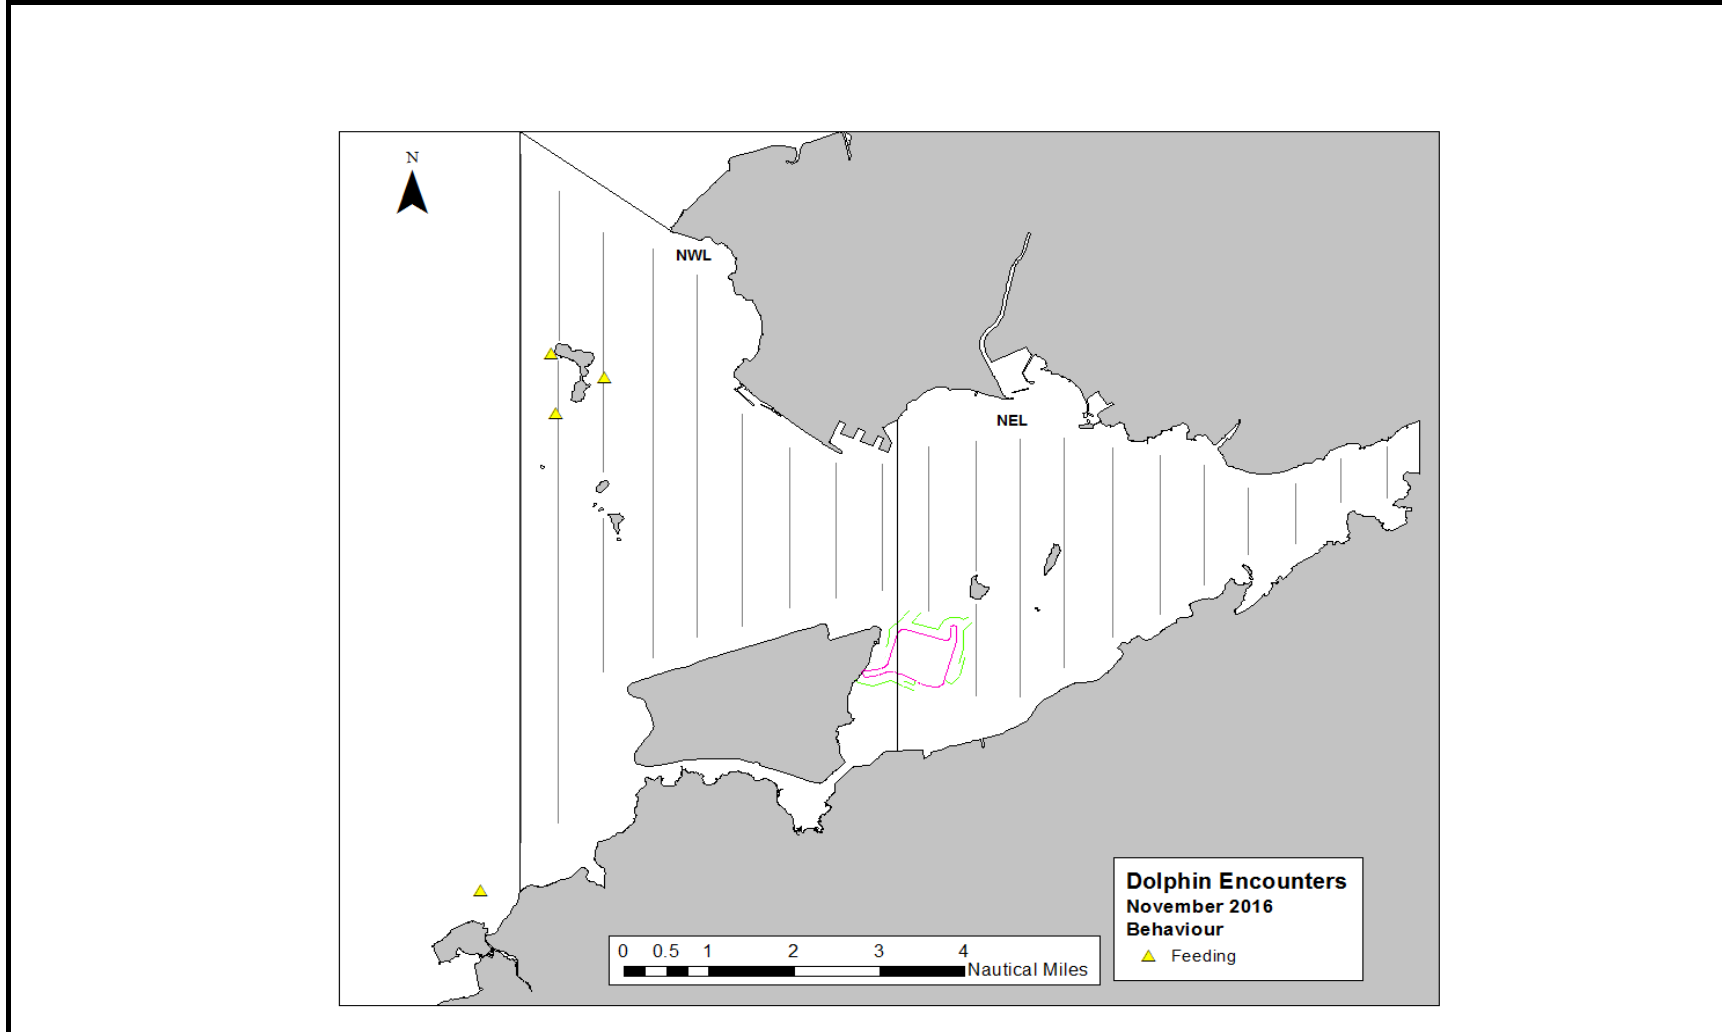 N
NWL
NEL
Dolphin Encounters
November 2016
Behaviour
Feeding
0 0.5 1 2 3 4
Nautical Miles